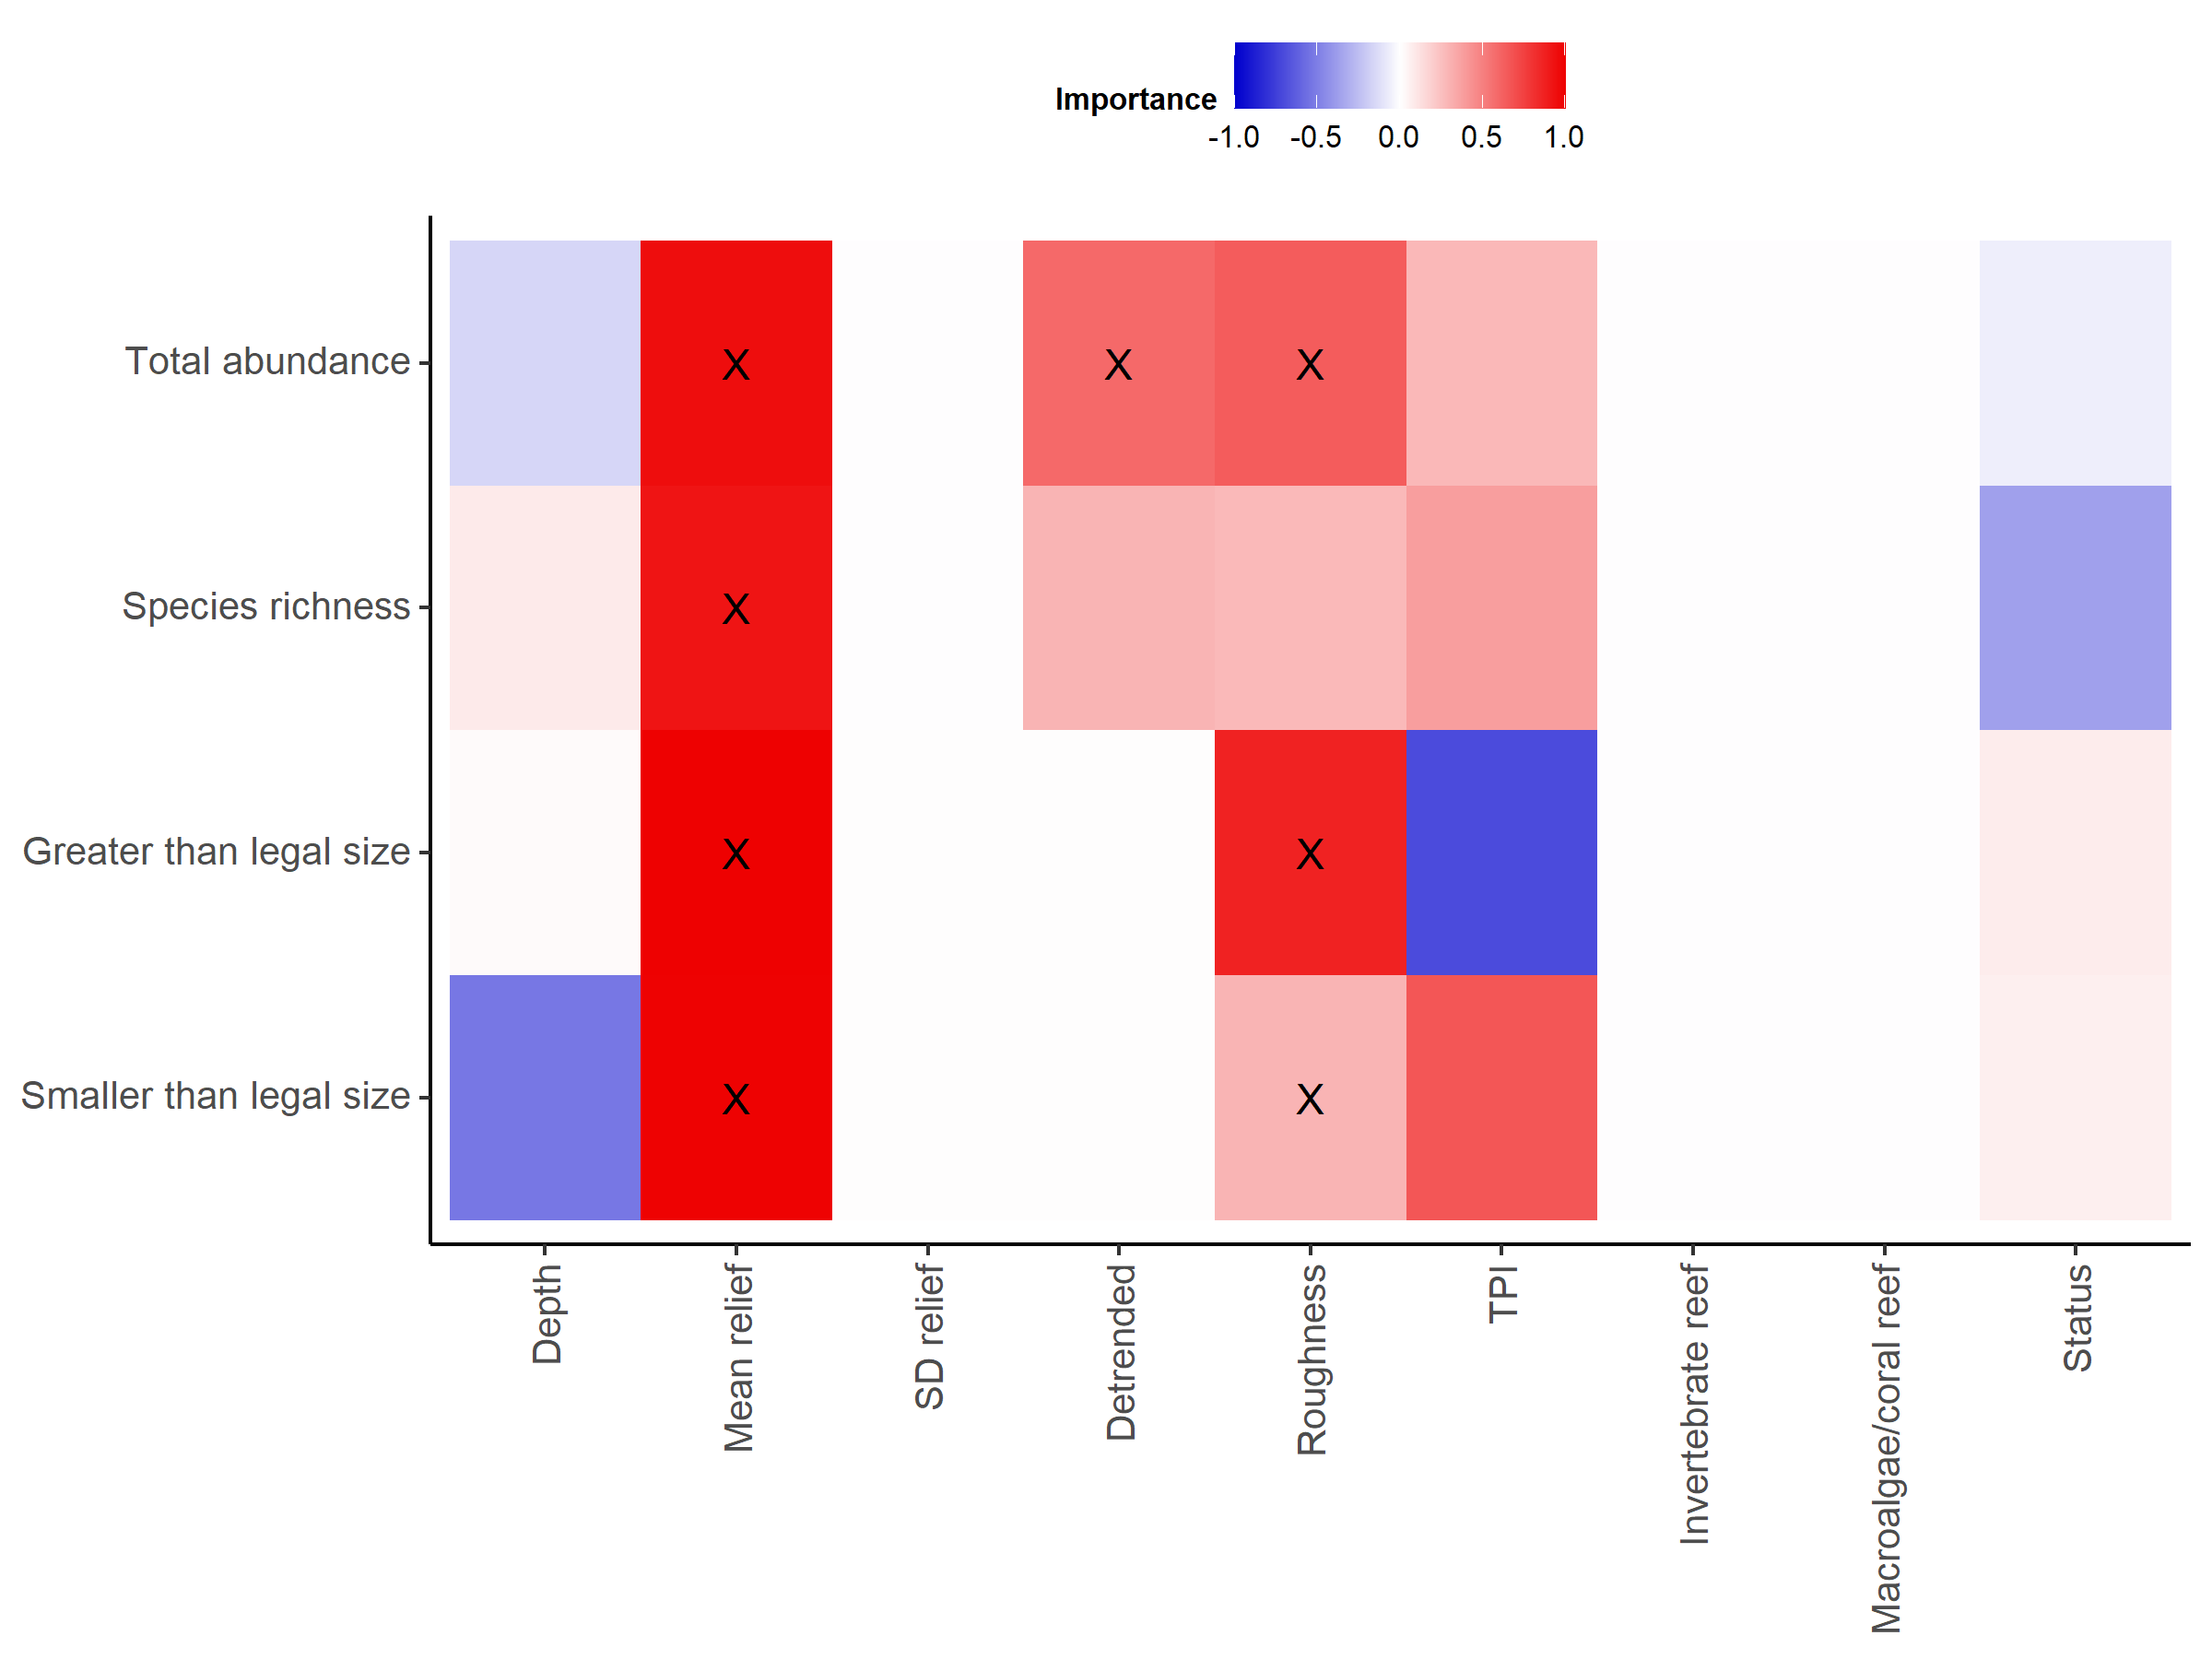 Importance
-1.0 -0.5 0.0 0.5 1.0
Total abundance
X X X
Species richness
X
Greater than legal size
X X
Smaller than legal size
X X
Depth
Mean relief
SD relief
Detrended
Roughness
TPI
Invertebrate reef
Macroalgae/coral reef
Status